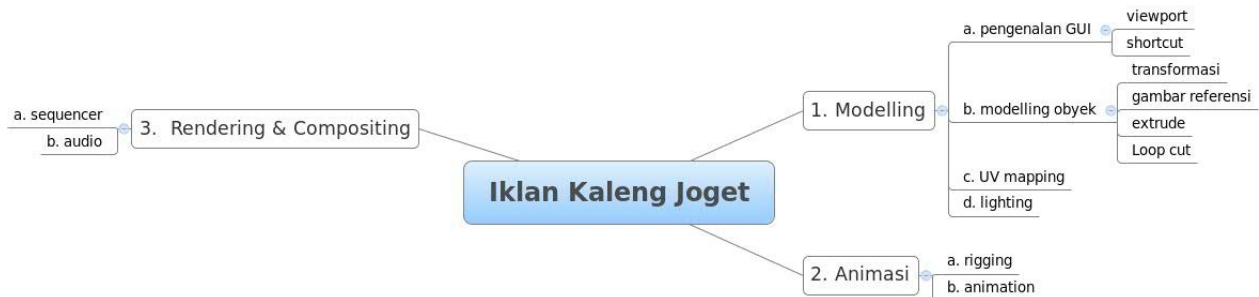 Iklan Kaleng Joget
1. Modelling
a. pengenalan GUI
viewport
shortcut
b. modelling obyek
transformasi
gambar referensi
extrude
Loop cut
c. UV mapping
d. lighting
2. Animasi
a. rigging
b. animation
3. Rendering & Compositing
a. sequencer
b. audio